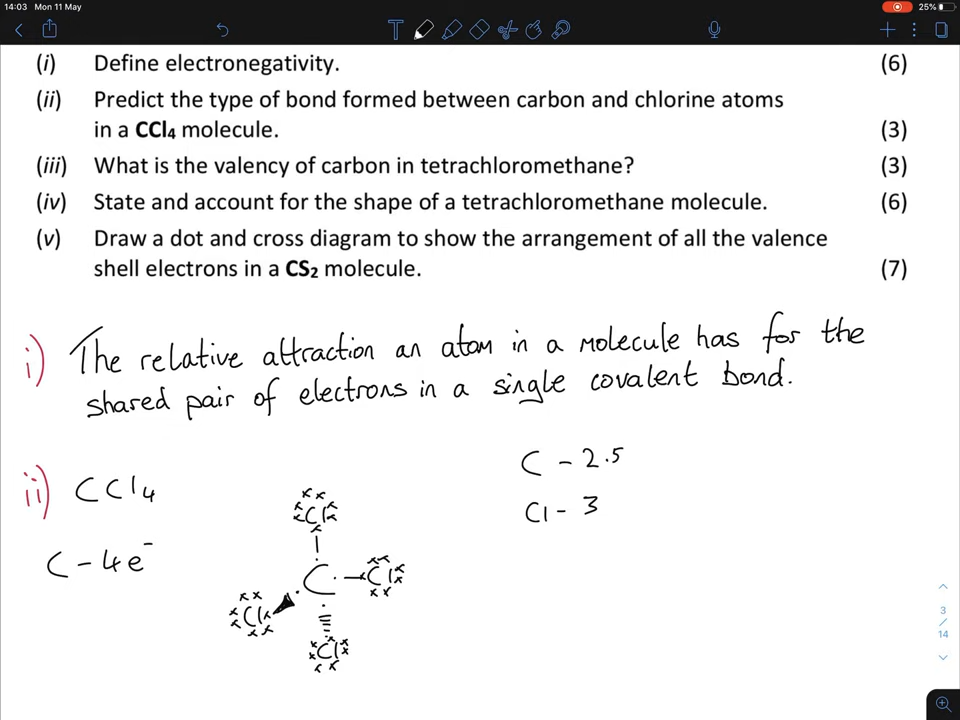 14:03 Mon 11 May
25%
(i) Define electronegativity. (6)
(ii) Predict the type of bond formed between carbon and chlorine atoms
in a CCl₄ molecule. (3)
(iii) What is the valency of carbon in tetrachloromethane? (3)
(iv) State and account for the shape of a tetrachloromethane molecule. (6)
(v) Draw a dot and cross diagram to show the arrangement of all the valence
shell electrons in a CS₂ molecule. (7)
i) The relative attraction an atom in a molecule has for the
shared pair of electrons in a single covalent bond.
C - 2.5
ii) CCl₄
Cl - 3
Cl
C - 4e⁻
C
Cl
Cl
Cl
3
/
14